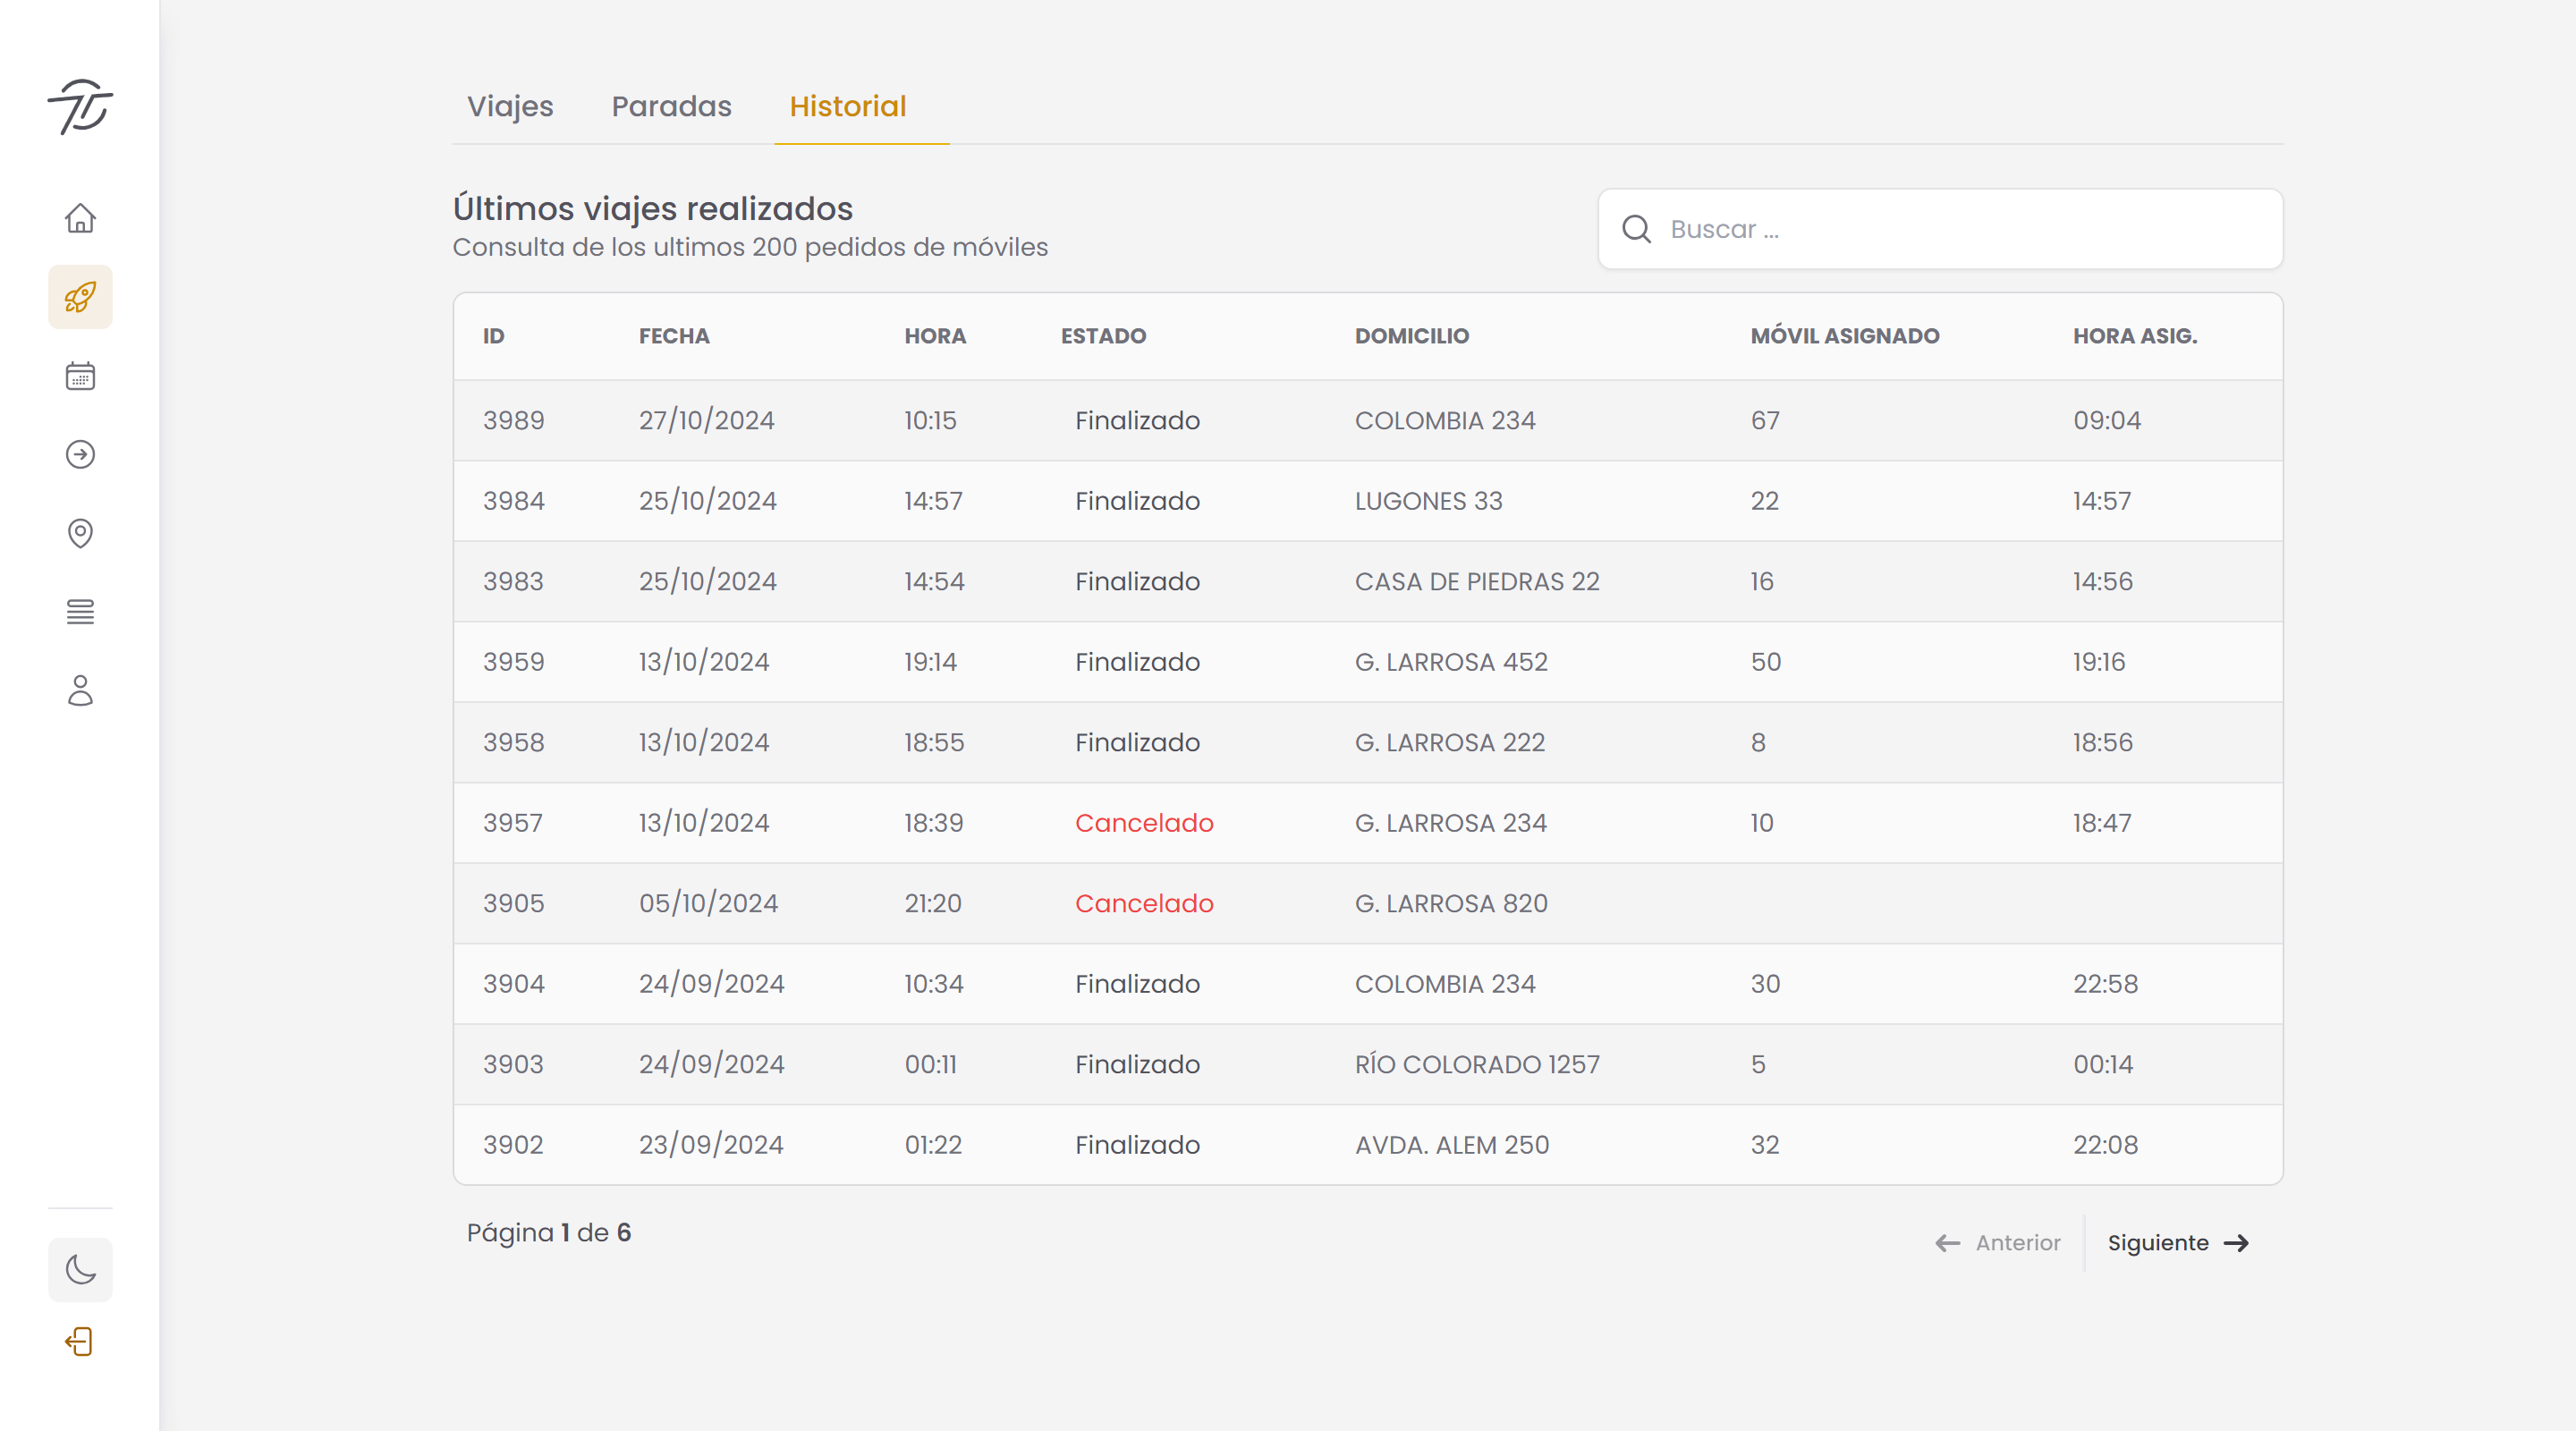 Viajes Paradas Historial
Últimos viajes realizados
Consulta de los ultimos 200 pedidos de móviles
Buscar ...
ID FECHA HORA ESTADO DOMICILIO MÓVIL ASIGNADO HORA ASIG.
3989 27/10/2024 10:15 Finalizado COLOMBIA 234 67 09:04
3984 25/10/2024 14:57 Finalizado LUGONES 33 22 14:57
3983 25/10/2024 14:54 Finalizado CASA DE PIEDRAS 22 16 14:56
3959 13/10/2024 19:14 Finalizado G. LARROSA 452 50 19:16
3958 13/10/2024 18:55 Finalizado G. LARROSA 222 8 18:56
3957 13/10/2024 18:39 Cancelado G. LARROSA 234 10 18:47
3905 05/10/2024 21:20 Cancelado G. LARROSA 820
3904 24/09/2024 10:34 Finalizado COLOMBIA 234 30 22:58
3903 24/09/2024 00:11 Finalizado RÍO COLORADO 1257 5 00:14
3902 23/09/2024 01:22 Finalizado AVDA. ALEM 250 32 22:08
Página 1 de 6
Anterior Siguiente